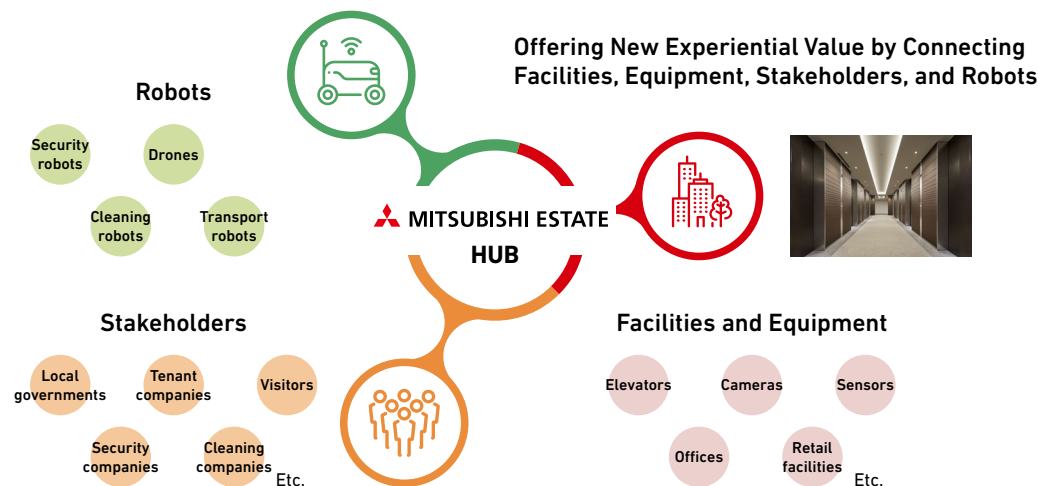 Offering New Experiential Value by Connecting
Facilities, Equipment, Stakeholders, and Robots
Robots
Security
robots
Drones
Cleaning
robots
Transport
robots
MITSUBISHI ESTATE
HUB
Stakeholders
Local
governments
Tenant
companies
Visitors
Security
companies
Cleaning
companies
Etc.
Facilities and Equipment
Elevators
Cameras
Sensors
Offices
Retail
facilities
Etc.